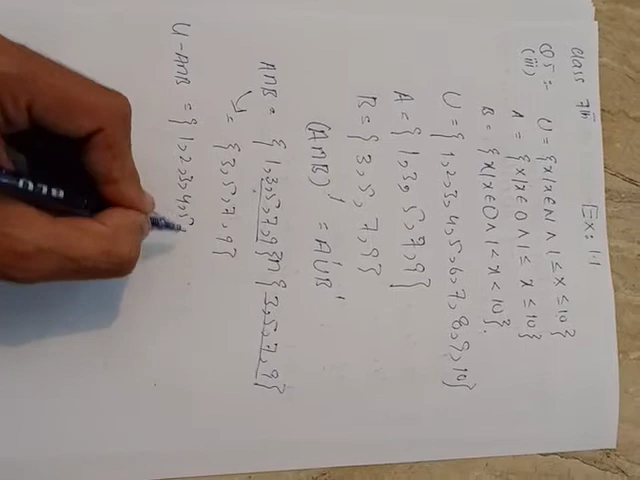 Class 7th Ex: 1.1
Q5 = U = {x|x∈N ∧ 1 ≤ x ≤ 10}
(iii) A = {x|x∈O ∧ 1 ≤ x ≤ 10}
B = {x|x∈O ∧ 1 < x < 10}
U = {1,2,3,4,5,6,7,8,9,10}
A = {1,3,5,7,9}
B = {3,5,7,9}
(A∩B)' = A'∪B'
A∩B = {1,3,5,7,9} ∩ {3,5,7,9}
= {3,5,7,9}
U-A∩B = {1,2,3,4,5